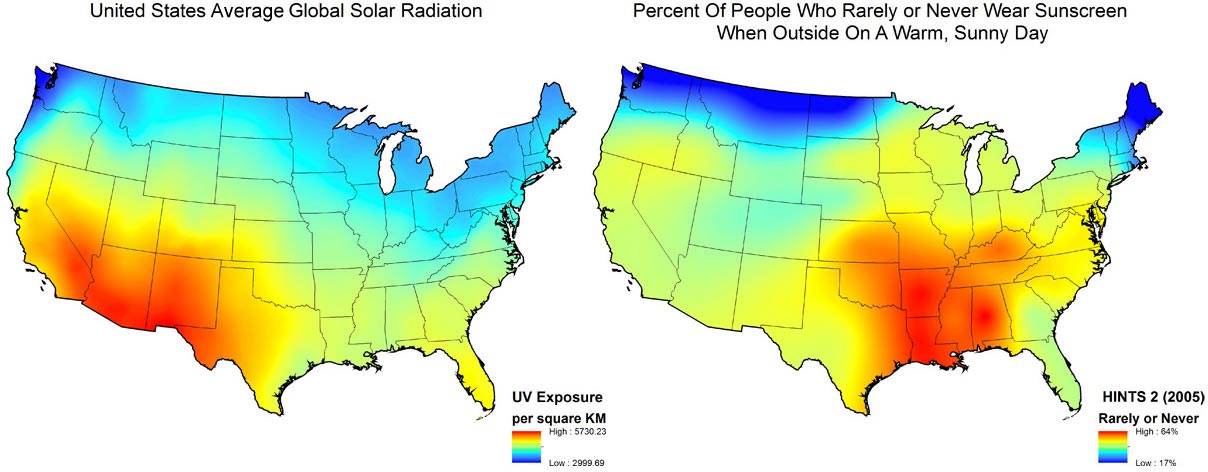 United States Average Global Solar Radiation
Percent Of People Who Rarely or Never Wear Sunscreen
When Outside On A Warm, Sunny Day
UV Exposure
per square KM
High : 5730.23
Low : 2999.69
HINTS 2 (2005)
Rarely or Never
High : 64%
Low : 17%